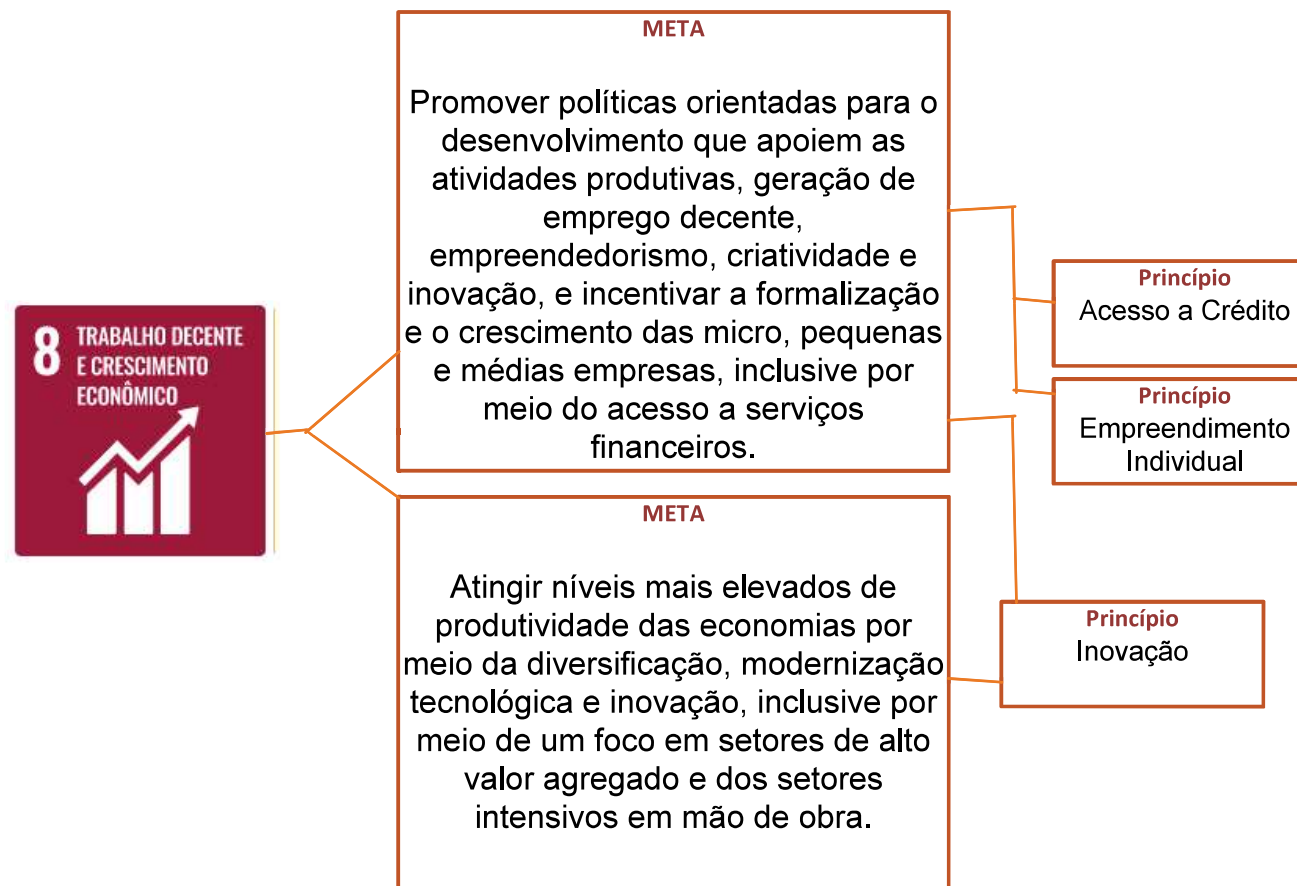 8 TRABALHO DECENTE
E CRESCIMENTO
ECONÔMICO
META
Promover políticas orientadas para o
desenvolvimento que apoiem as
atividades produtivas, geração de
emprego decente,
empreendedorismo, criatividade e
inovação, e incentivar a formalização
e o crescimento das micro, pequenas
e médias empresas, inclusive por
meio do acesso a serviços
financeiros.
META
Atingir níveis mais elevados de
produtividade das economias por
meio da diversificação, modernização
tecnológica e inovação, inclusive por
meio de um foco em setores de alto
valor agregado e dos setores
intensivos em mão de obra.
Princípio
Acesso a Crédito
Princípio
Empreendimento
Individual
Princípio
Inovação